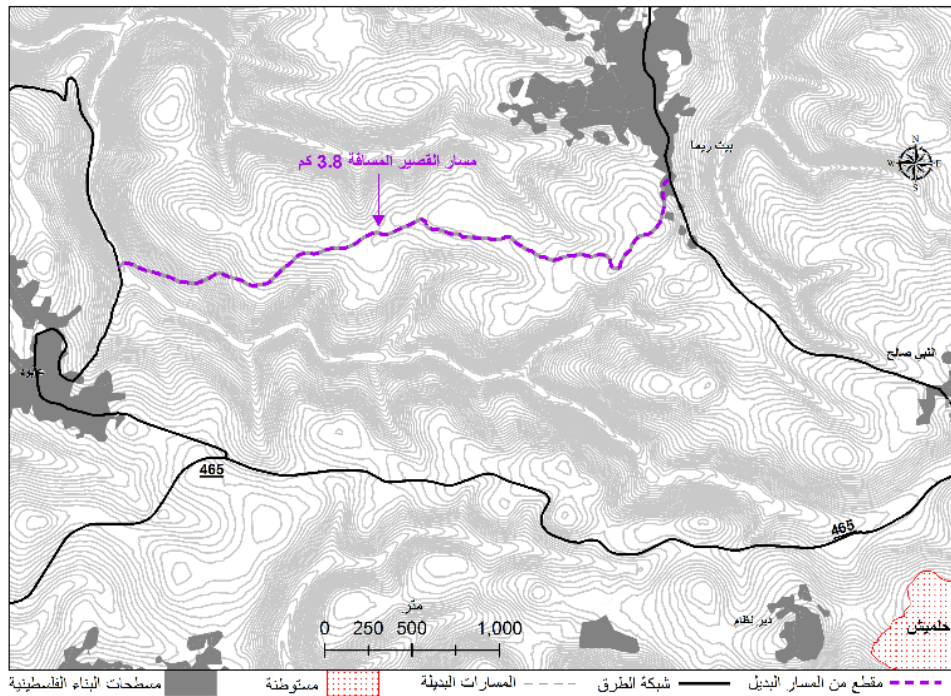 بيت ريما
N
W
E
S
مسار القصير المسافة 3.8 كم
النبي صالح
عابود
465
465
متر
0 250 500 1,000
دير نظام
حلميش
مقطع من المسار البديل
شبكة الطرق
المسارات البديلة
مستوطنة
مسطحات البناء الفلسطينية